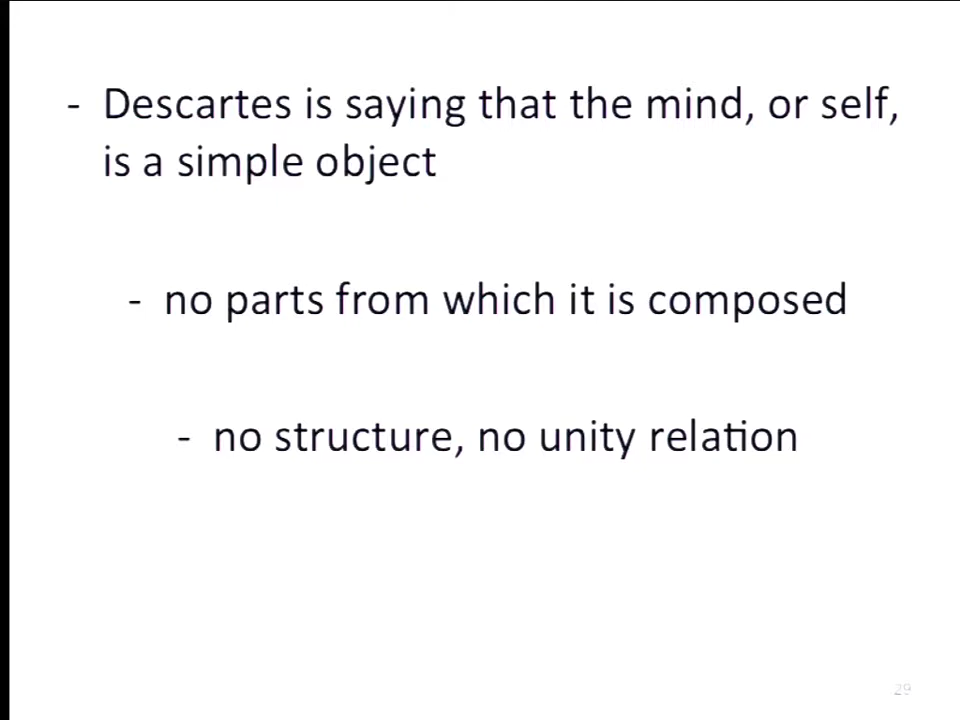 - Descartes is saying that the mind, or self,
is a simple object
- no parts from which it is composed
- no structure, no unity relation
29